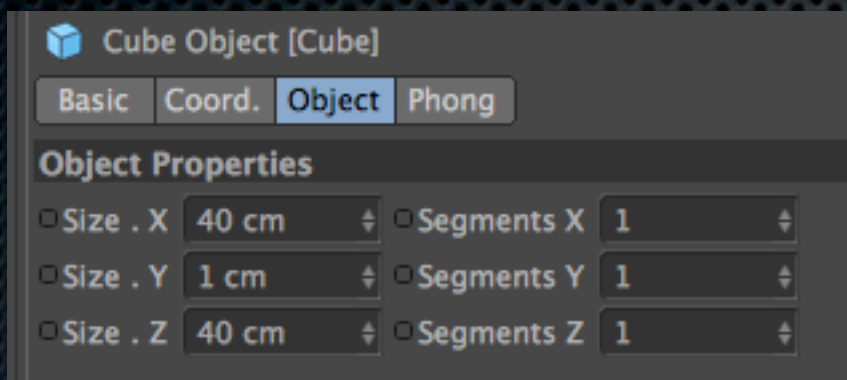 Cube Object [Cube]
Basic Coord. Object Phong
Object Properties
Size . X 40 cm Segments X 1
Size . Y 1 cm Segments Y 1
Size . Z 40 cm Segments Z 1